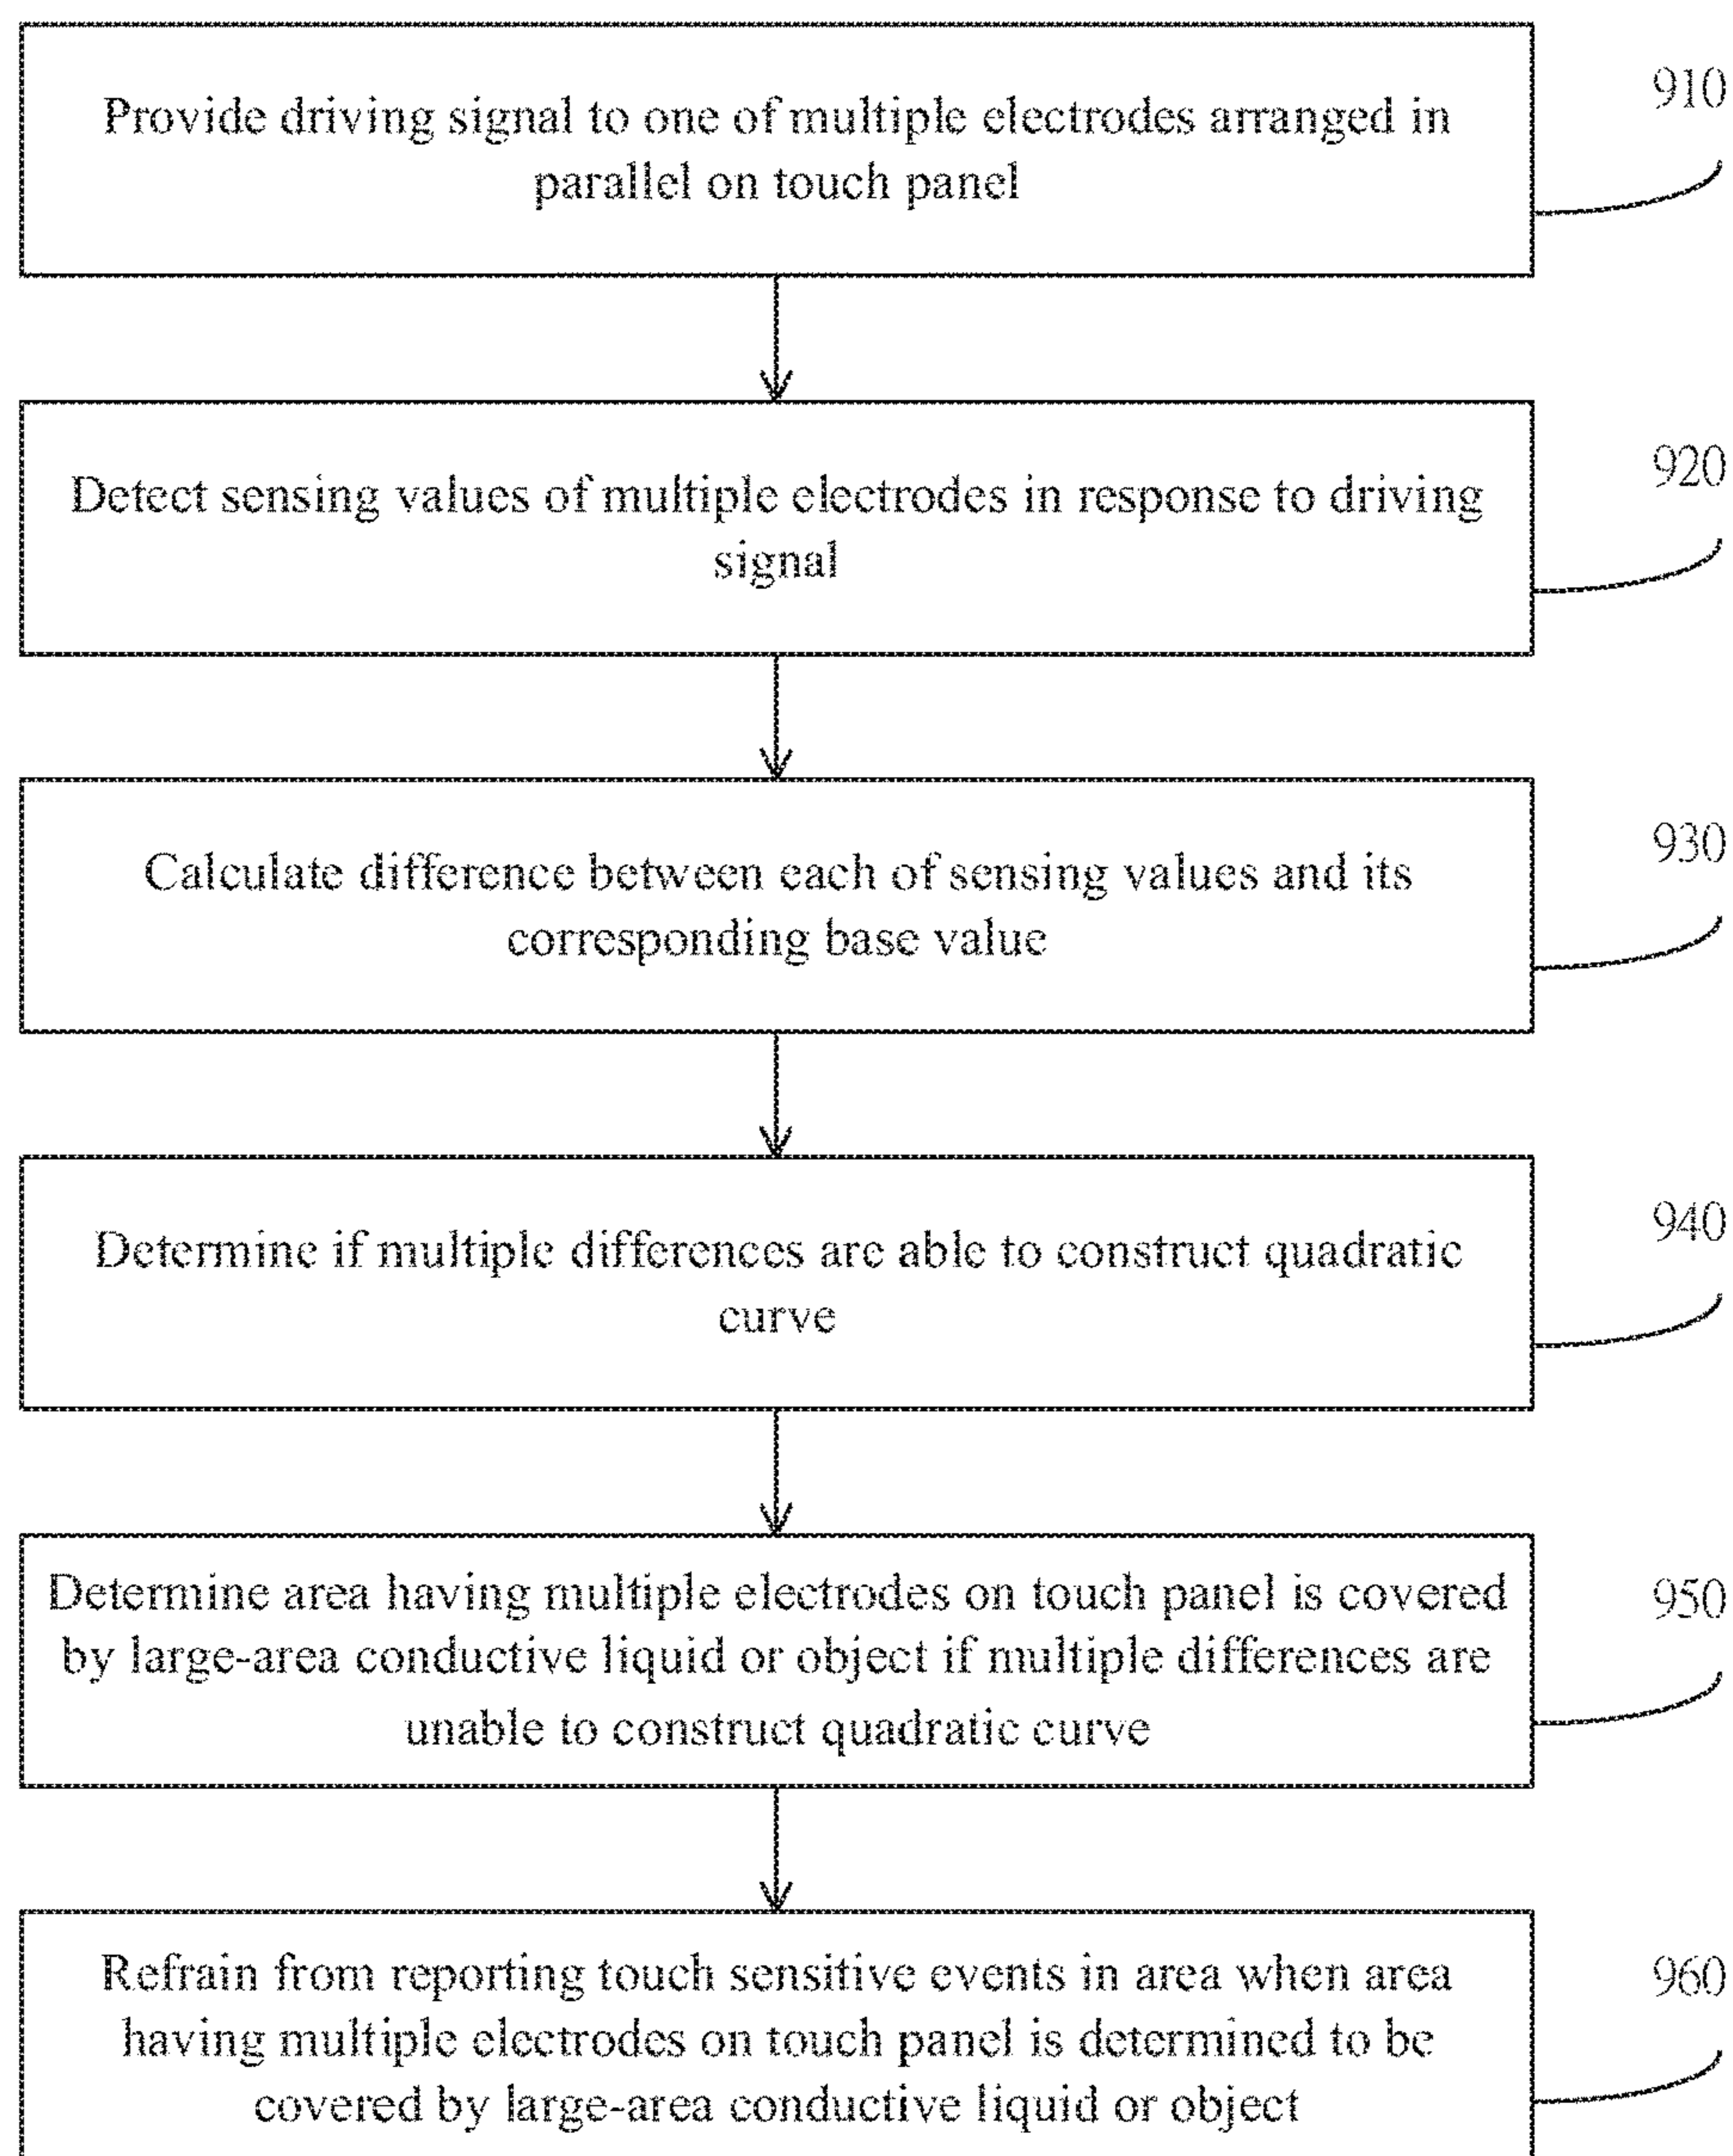 Provide driving signal to one of multiple electrodes arranged in
parallel on touch panel
910
Detect sensing values of multiple electrodes in response to driving
signal
920
Calculate difference between each of sensing values and its
corresponding base value
930
Determine if multiple differences are able to construct quadratic
curve
940
Determine area having multiple electrodes on touch panel is covered
by large-area conductive liquid or object if multiple differences are
unable to construct quadratic curve
950
Refrain from reporting touch sensitive events in area when area
having multiple electrodes on touch panel is determined to be
covered by large-area conductive liquid or object
960